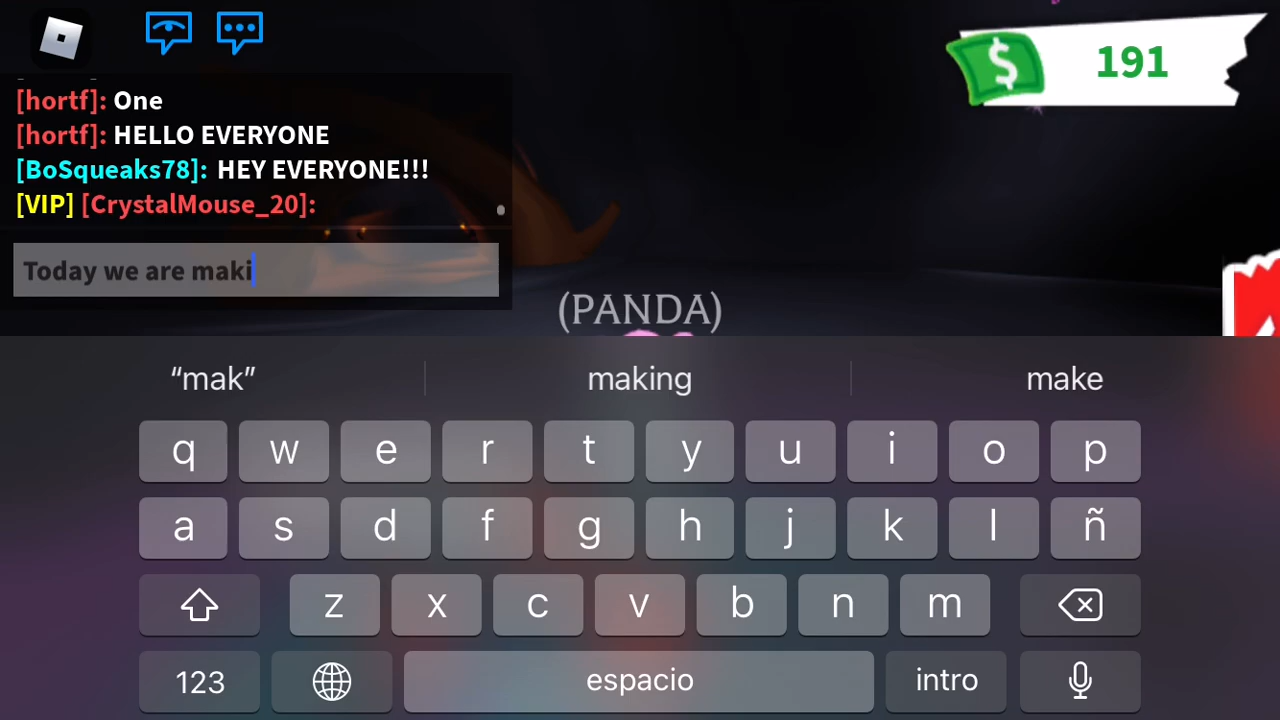 191
[hortf]: One
[hortf]: HELLO EVERYONE
[BoSqueaks78]: HEY EVERYONE!!!
[VIP] [CrystalMouse_20]:
Today we are maki
(PANDA)
“mak” making make
q w e r t y u i o p
a s d f g h j k l ñ
z x c v b n m
123 espacio intro